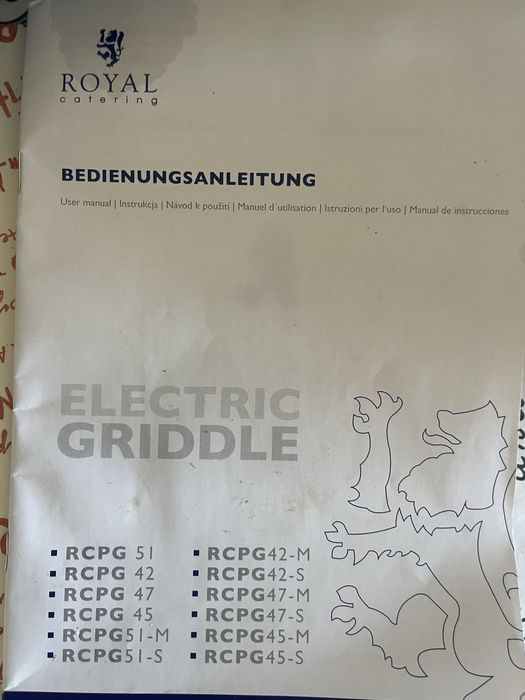 ROYAL
catering
BEDIENUNGSANLEITUNG
User manual | Instrukcja | Návod k použití | Manuel d´utilisation | Istruzioni per l'uso | Manual de instrucciones
ELECTRIC
GRIDDLE
RCPG 51
RCPG 42
RCPG 47
RCPG 45
RCPG51-M
RCPG51-S
RCPG42-M
RCPG42-S
RCPG47-M
RCPG47-S
RCPG45-M
RCPG45-S